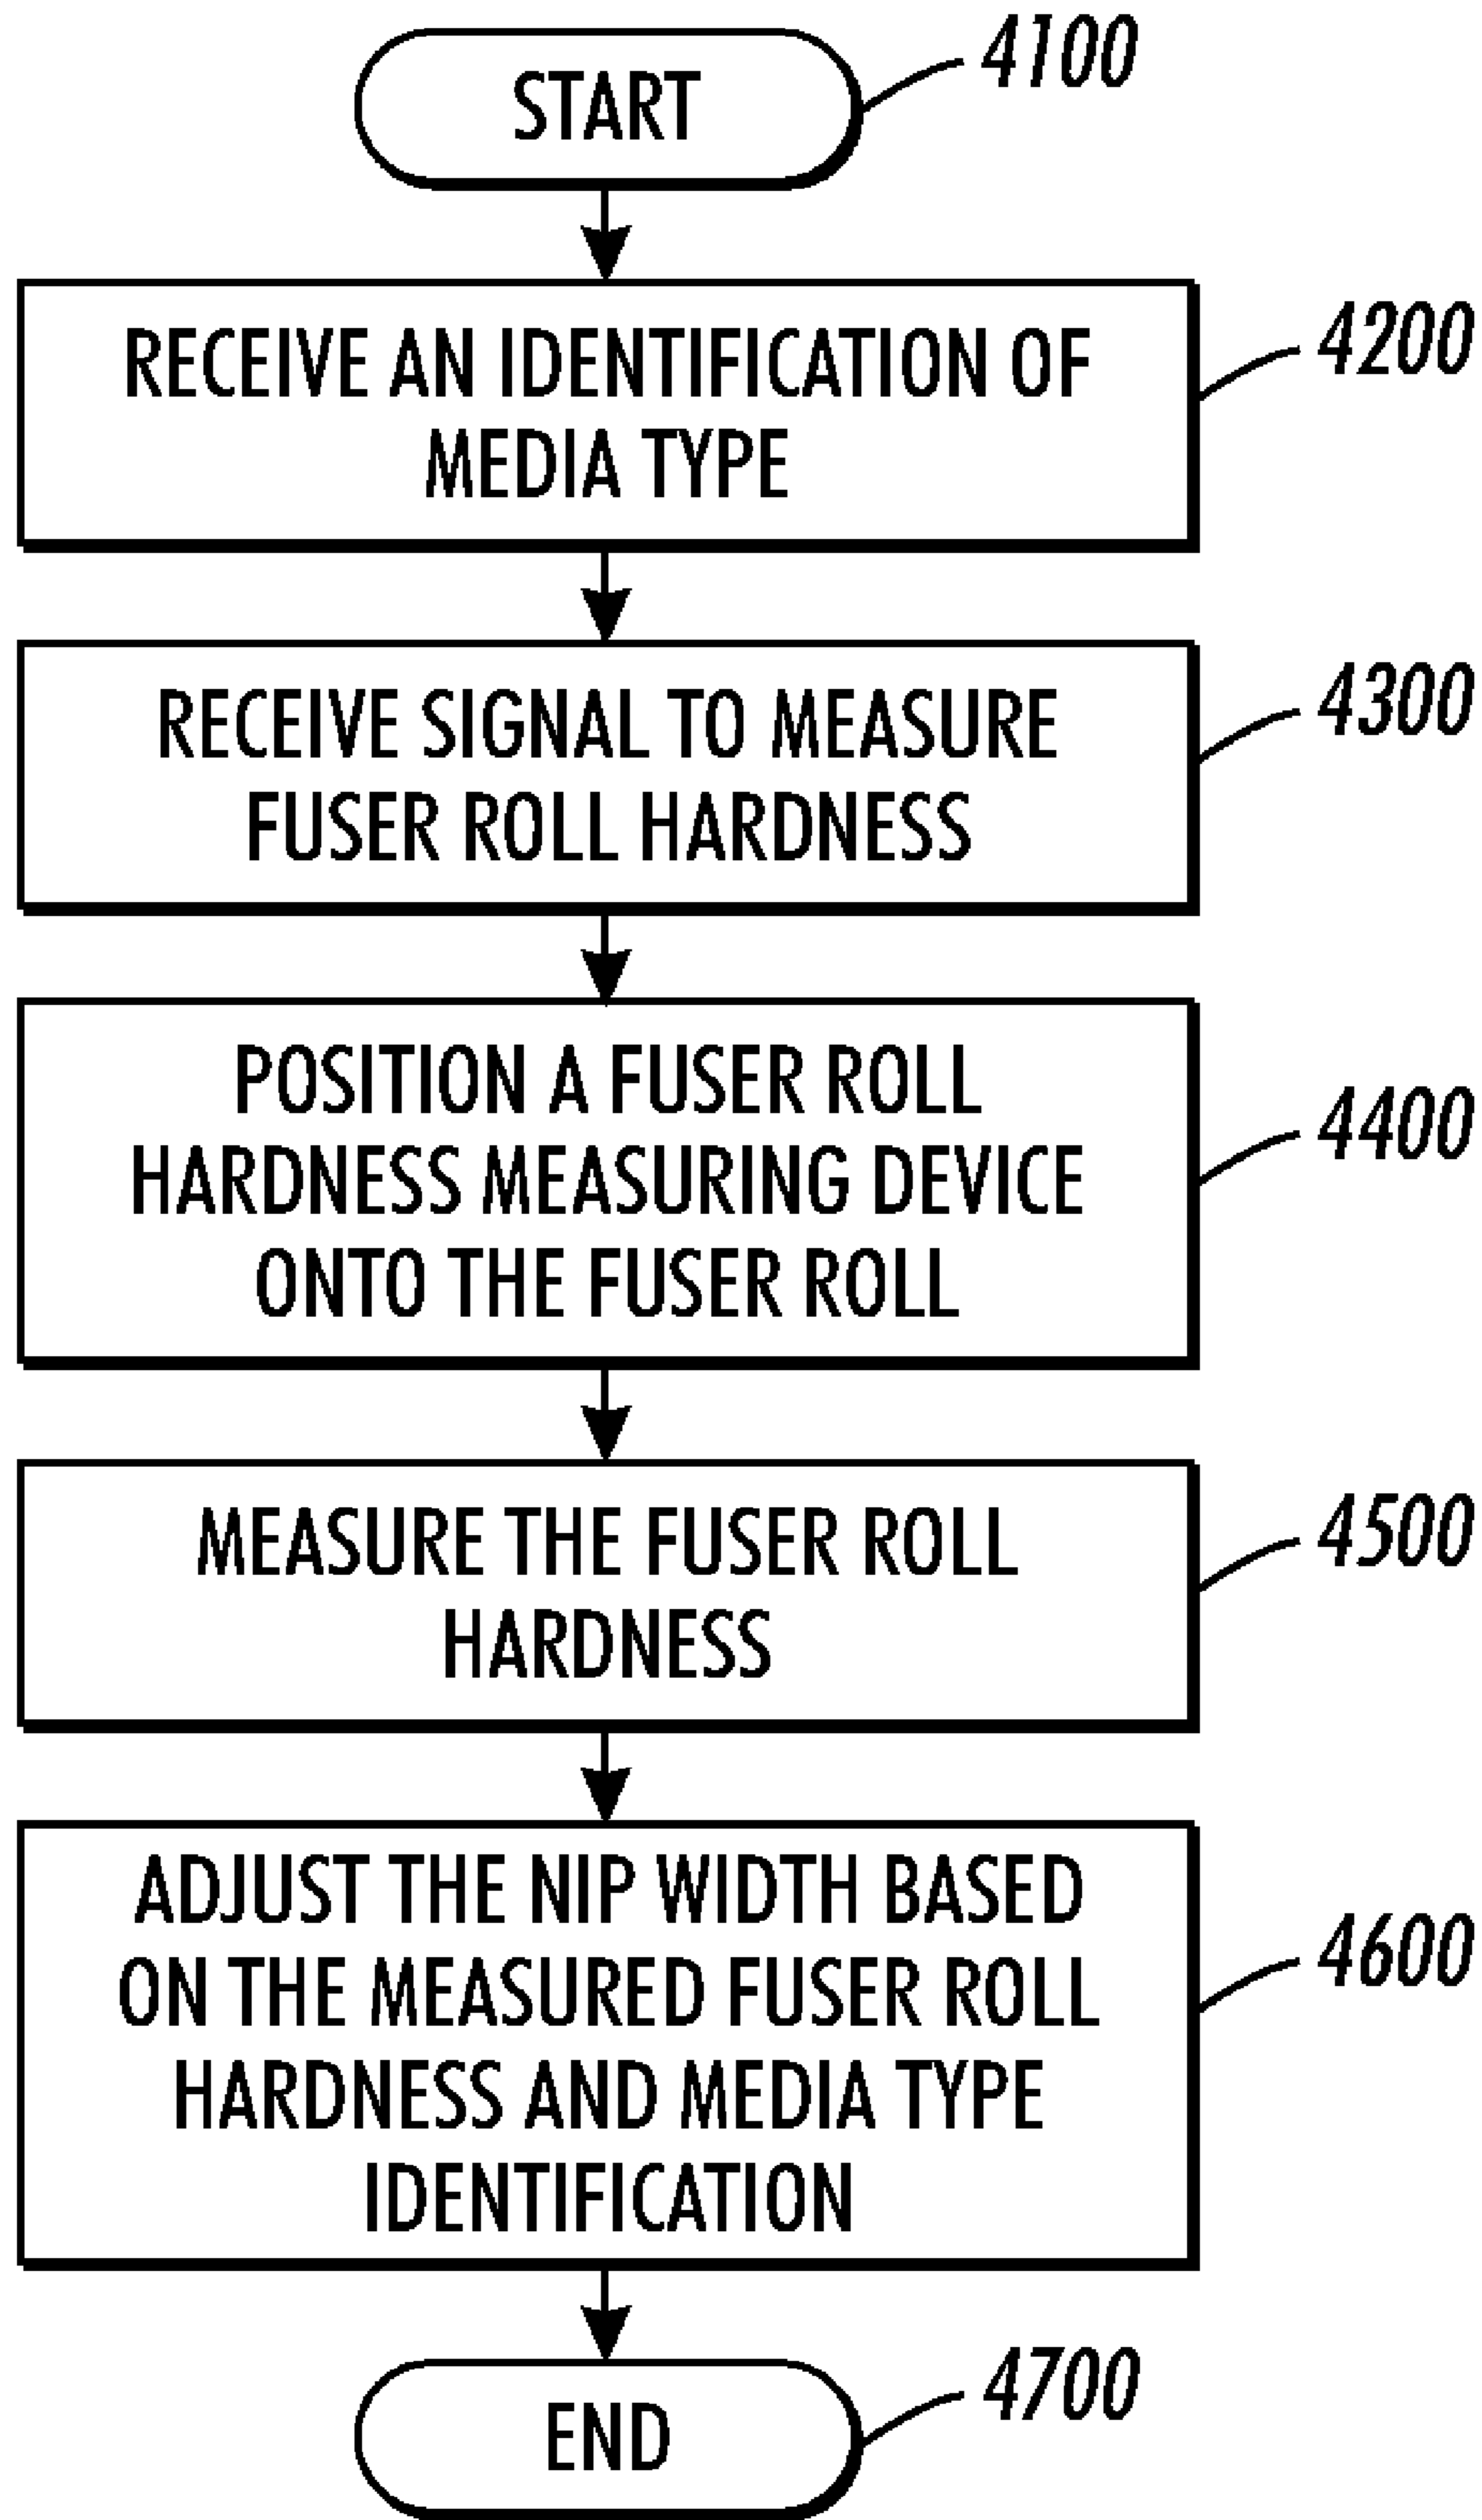 START
4100
RECEIVE AN IDENTIFICATION OF
MEDIA TYPE
4200
RECEIVE SIGNAL TO MEASURE
FUSER ROLL HARDNESS
4300
POSITION A FUSER ROLL
HARDNESS MEASURING DEVICE
ONTO THE FUSER ROLL
4400
MEASURE THE FUSER ROLL
HARDNESS
4500
ADJUST THE NIP WIDTH BASED
ON THE MEASURED FUSER ROLL
HARDNESS AND MEDIA TYPE
IDENTIFICATION
4600
END
4700